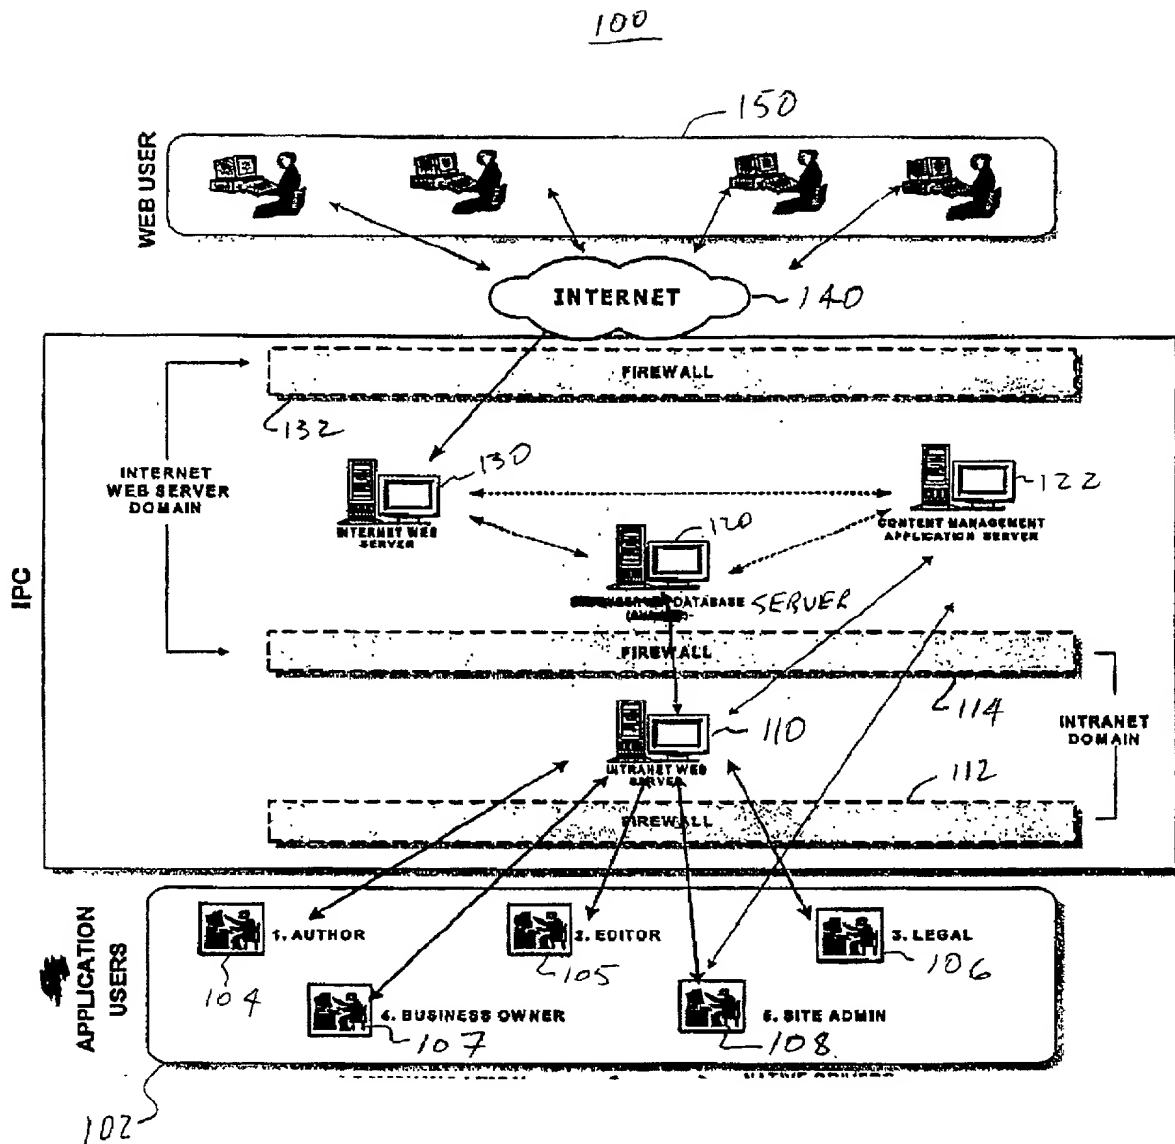 100
150
WEB USER
INTERNET
140
FIREWALL
132
INTERNET
WEB SERVER
DOMAIN
130
INTERNET WEB
SERVER
122
CONTENT MANAGEMENT
APPLICATION SERVER
120
DATABASE SERVER
IPC
FIREWALL
114
INTRANET
DOMAIN
110
INTRANET WEB
SERVER
112
FIREWALL
APPLICATION
USERS
1. AUTHOR
104
2. EDITOR
105
3. LEGAL
106
4. BUSINESS OWNER
107
5. SITE ADMIN
108
NATIVE DRIVERS
102